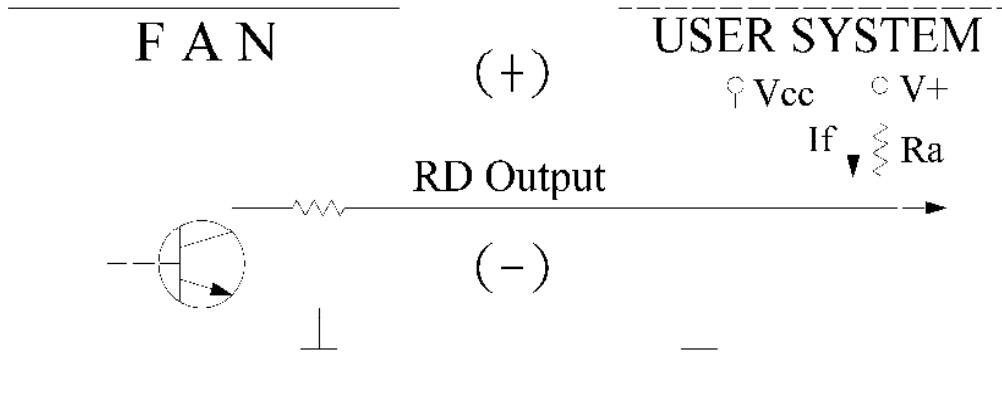 F A N
USER SYSTEM
(+)
Vcc
V+
If
Ra
RD Output
(-)